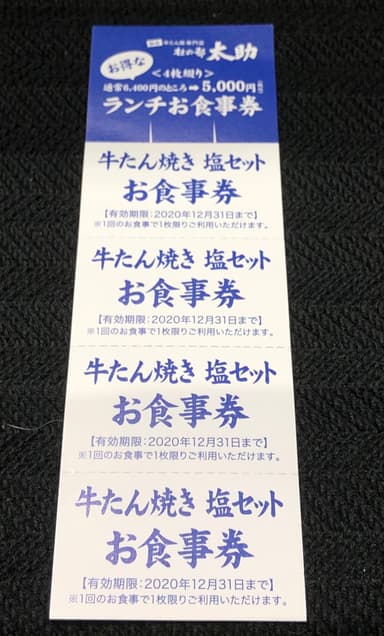 牛たん焼専門店
杜の都 太助
お得な
<4枚綴り>
通常6,400円のところ➡5,000円
ランチお食事券
牛たん焼き 塩セット
お食事券
【有効期限:2020年12月31日まで】
※1回のお食事で1枚限りご利用いただけます。
牛たん焼き 塩セット
お食事券
【有効期限:2020年12月31日まで】
※1回のお食事で1枚限りご利用いただけます。
牛たん焼き 塩セット
お食事券
【有効期限:2020年12月31日まで】
※1回のお食事で1枚限りご利用いただけます。
牛たん焼き 塩セット
お食事券
【有効期限:2020年12月31日まで】
※1回のお食事で1枚限りご利用いただけます。